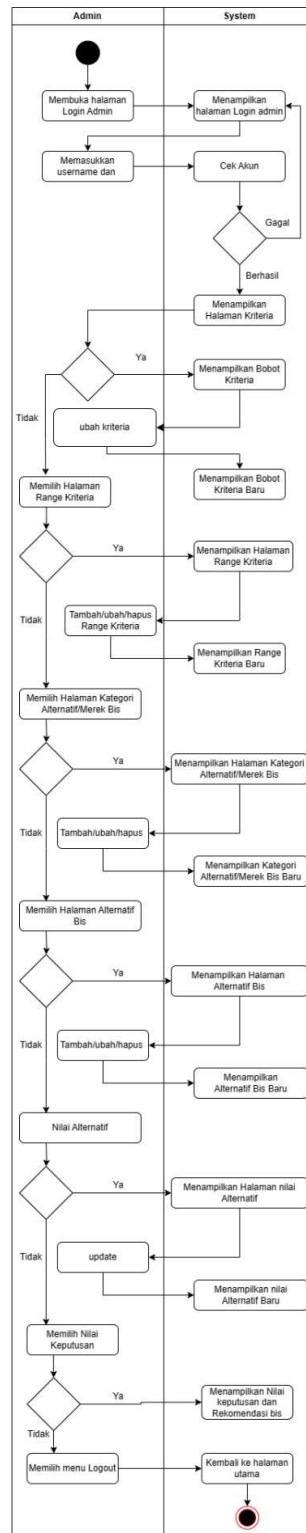 Admin
System
Membuka halaman
Login Admin
Menampilkan
halaman Login admin
Memasukkan
username dan
Cek Akun
Gagal
Berhasil
Menampilkan
Halaman Kriteria
Ya
Menampilkan Bobot
Kriteria
Tidak
ubah kriteria
Memilih Halaman
Range Kriteria
Menampilkan Bobot
Kriteria Baru
Ya
Menampilkan Halaman
Range Kriteria
Tidak
Tambah/ubah/hapus
Range Kriteria
Menampilkan Range
Kriteria Baru
Memilih Halaman Kategori
Alternatif/Merek Bis
Ya
Menampilkan Halaman Kategori
Alternatif/Merek Bis
Tidak
Tambah/ubah/hapus
Menampilkan Kategori
Alternatif/Merek Bis Baru
Memilih Halaman Alternatif
Bis
Ya
Menampilkan Halaman
Alternatif Bis
Tidak
Tambah/ubah/hapus
Menampilkan
Alternatif Bis Baru
Nilai Alternatif
Ya
Menampilkan Halaman nilai
Alternatif
Tidak
update
Menampilkan nilai
Alternatif Baru
Memilih Nilai
Keputusan
Ya
Menampilkan Nilai
keputusan dan
Rekomendasi bis
Tidak
Memilih menu Logout
Kembali ke halaman
utama